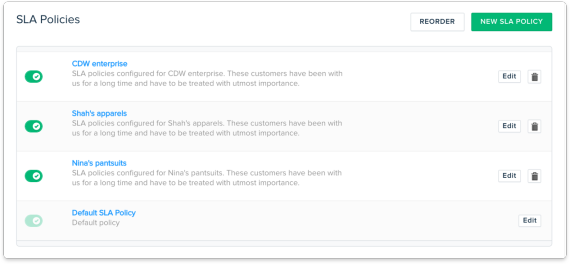 SLA Policies
REORDER
NEW SLA POLICY
CDW enterprise
SLA policies configured for CDW enterprise. These customers have been with
us for a long time and have to be treated with utmost importance.
Edit
Shah's apparels
SLA policies configured for Shah's apparels. These customers have been with
us for a long time and have to be treated with utmost importance.
Edit
Nina's pantsuits
SLA policies configured for Nina's pantsuits. These customers have been with
us for a long time and have to be treated with utmost importance.
Edit
Default SLA Policy
Default policy
Edit